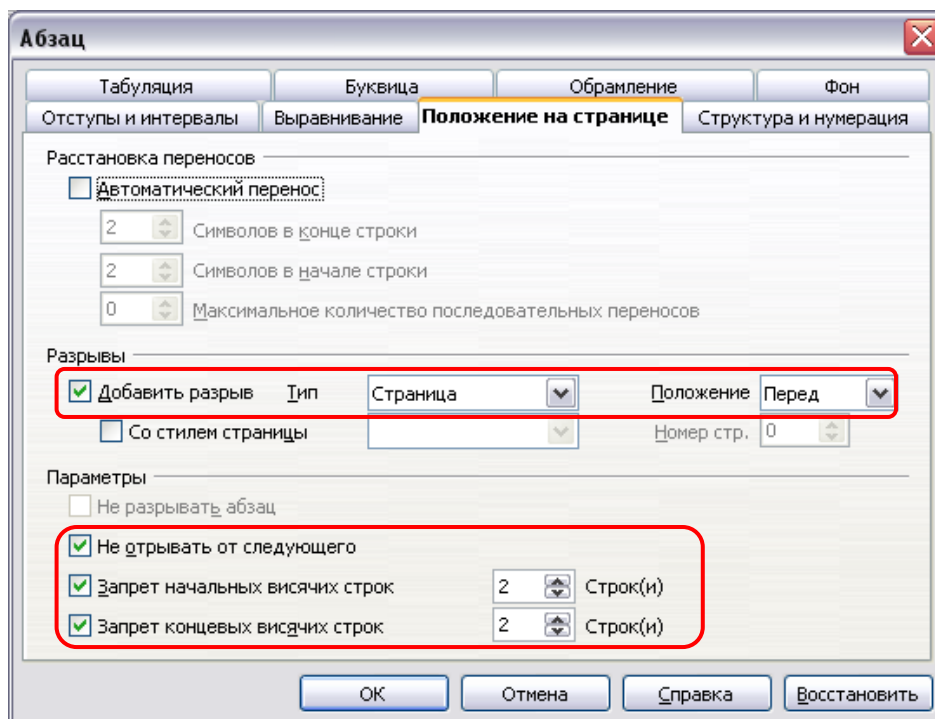 Абзац
Табуляция Буквица Обрамление Фон
Отступы и интервалы Выравнивание Положение на странице Структура и нумерация
Расстановка переносов
Автоматический перенос
2 Символов в конце строки
2 Символов в начале строки
0 Максимальное количество последовательных переносов
Разрывы
Добавить разрыв Тип Страница Положение Перед
Со стилем страницы Номер стр. 0
Параметры
Не разрывать абзац
Не отрывать от следующего
Запрет начальных висячих строк 2 Строк(и)
Запрет концевых висячих строк 2 Строк(и)
ОК Отмена Справка Восстановить